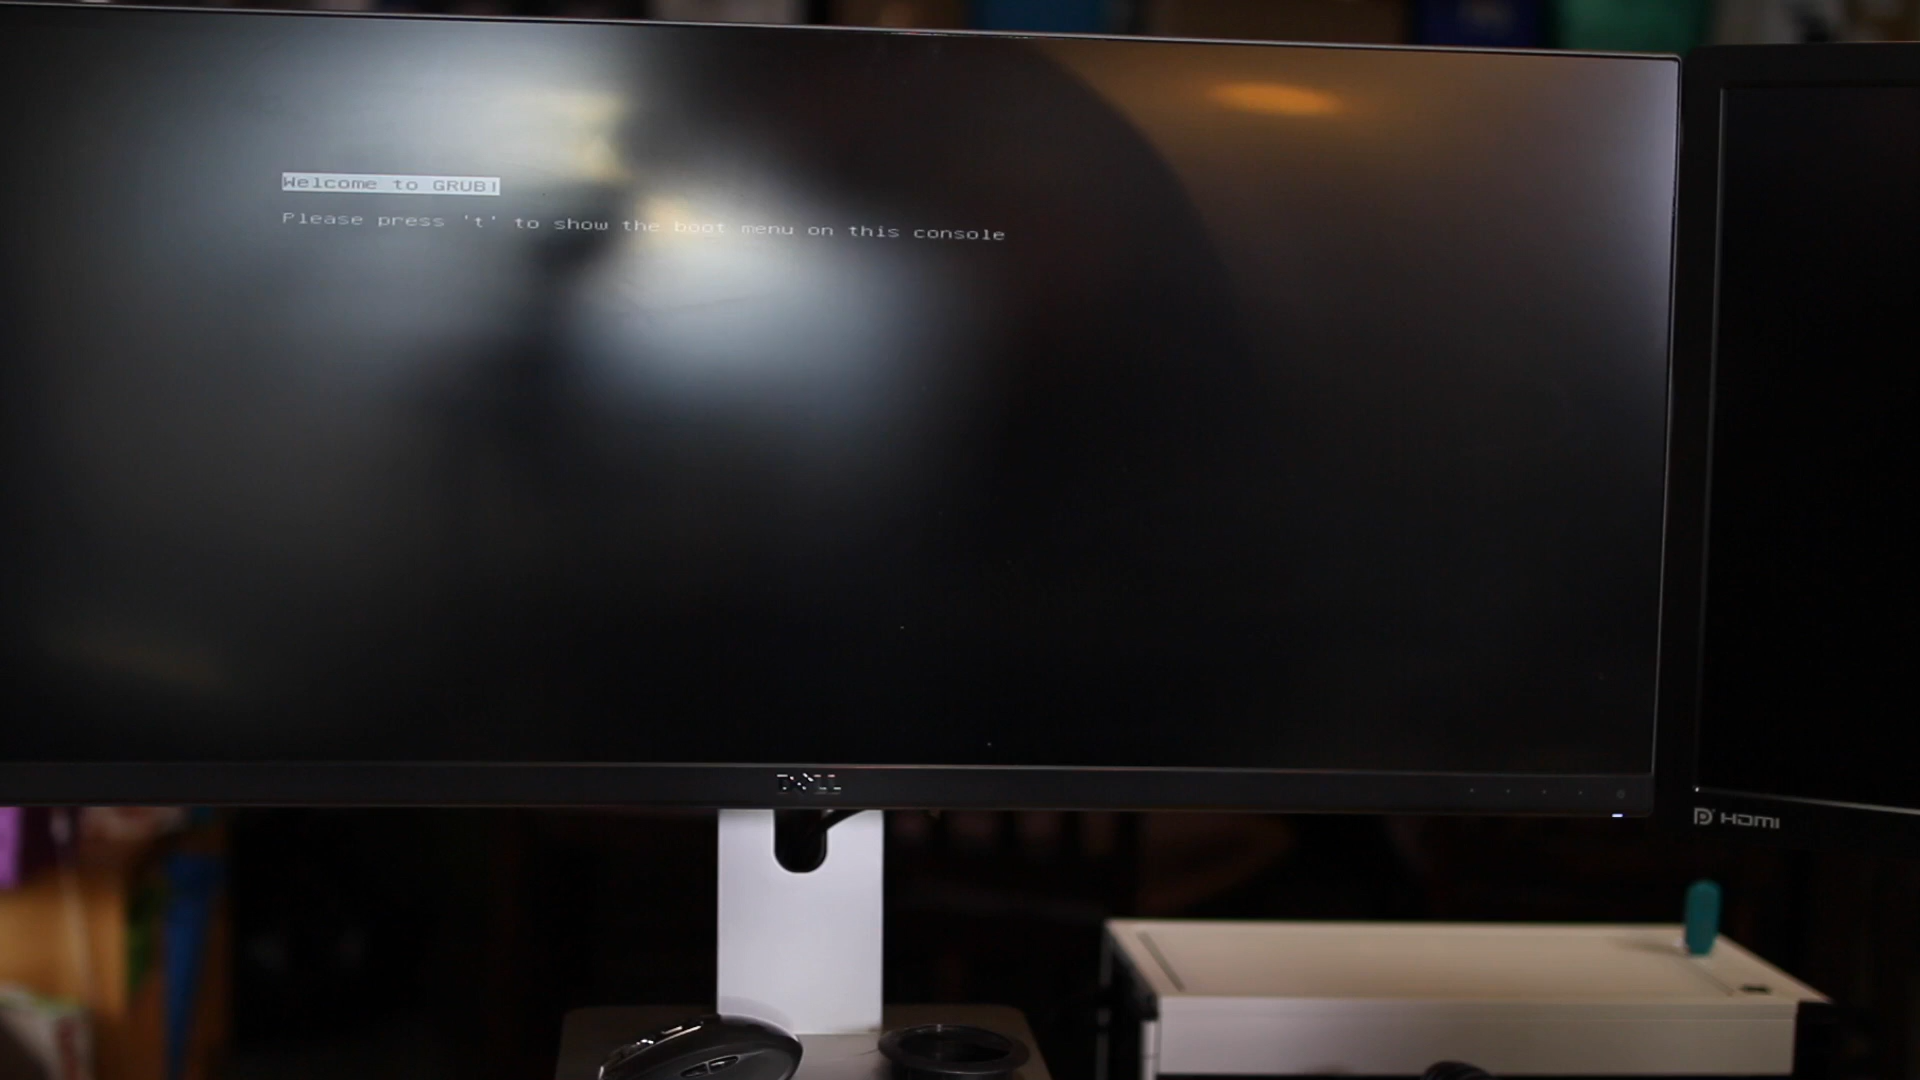 Welcome to GRUB!
Please press 't' to show the boot menu on this console
DELL
HDMI